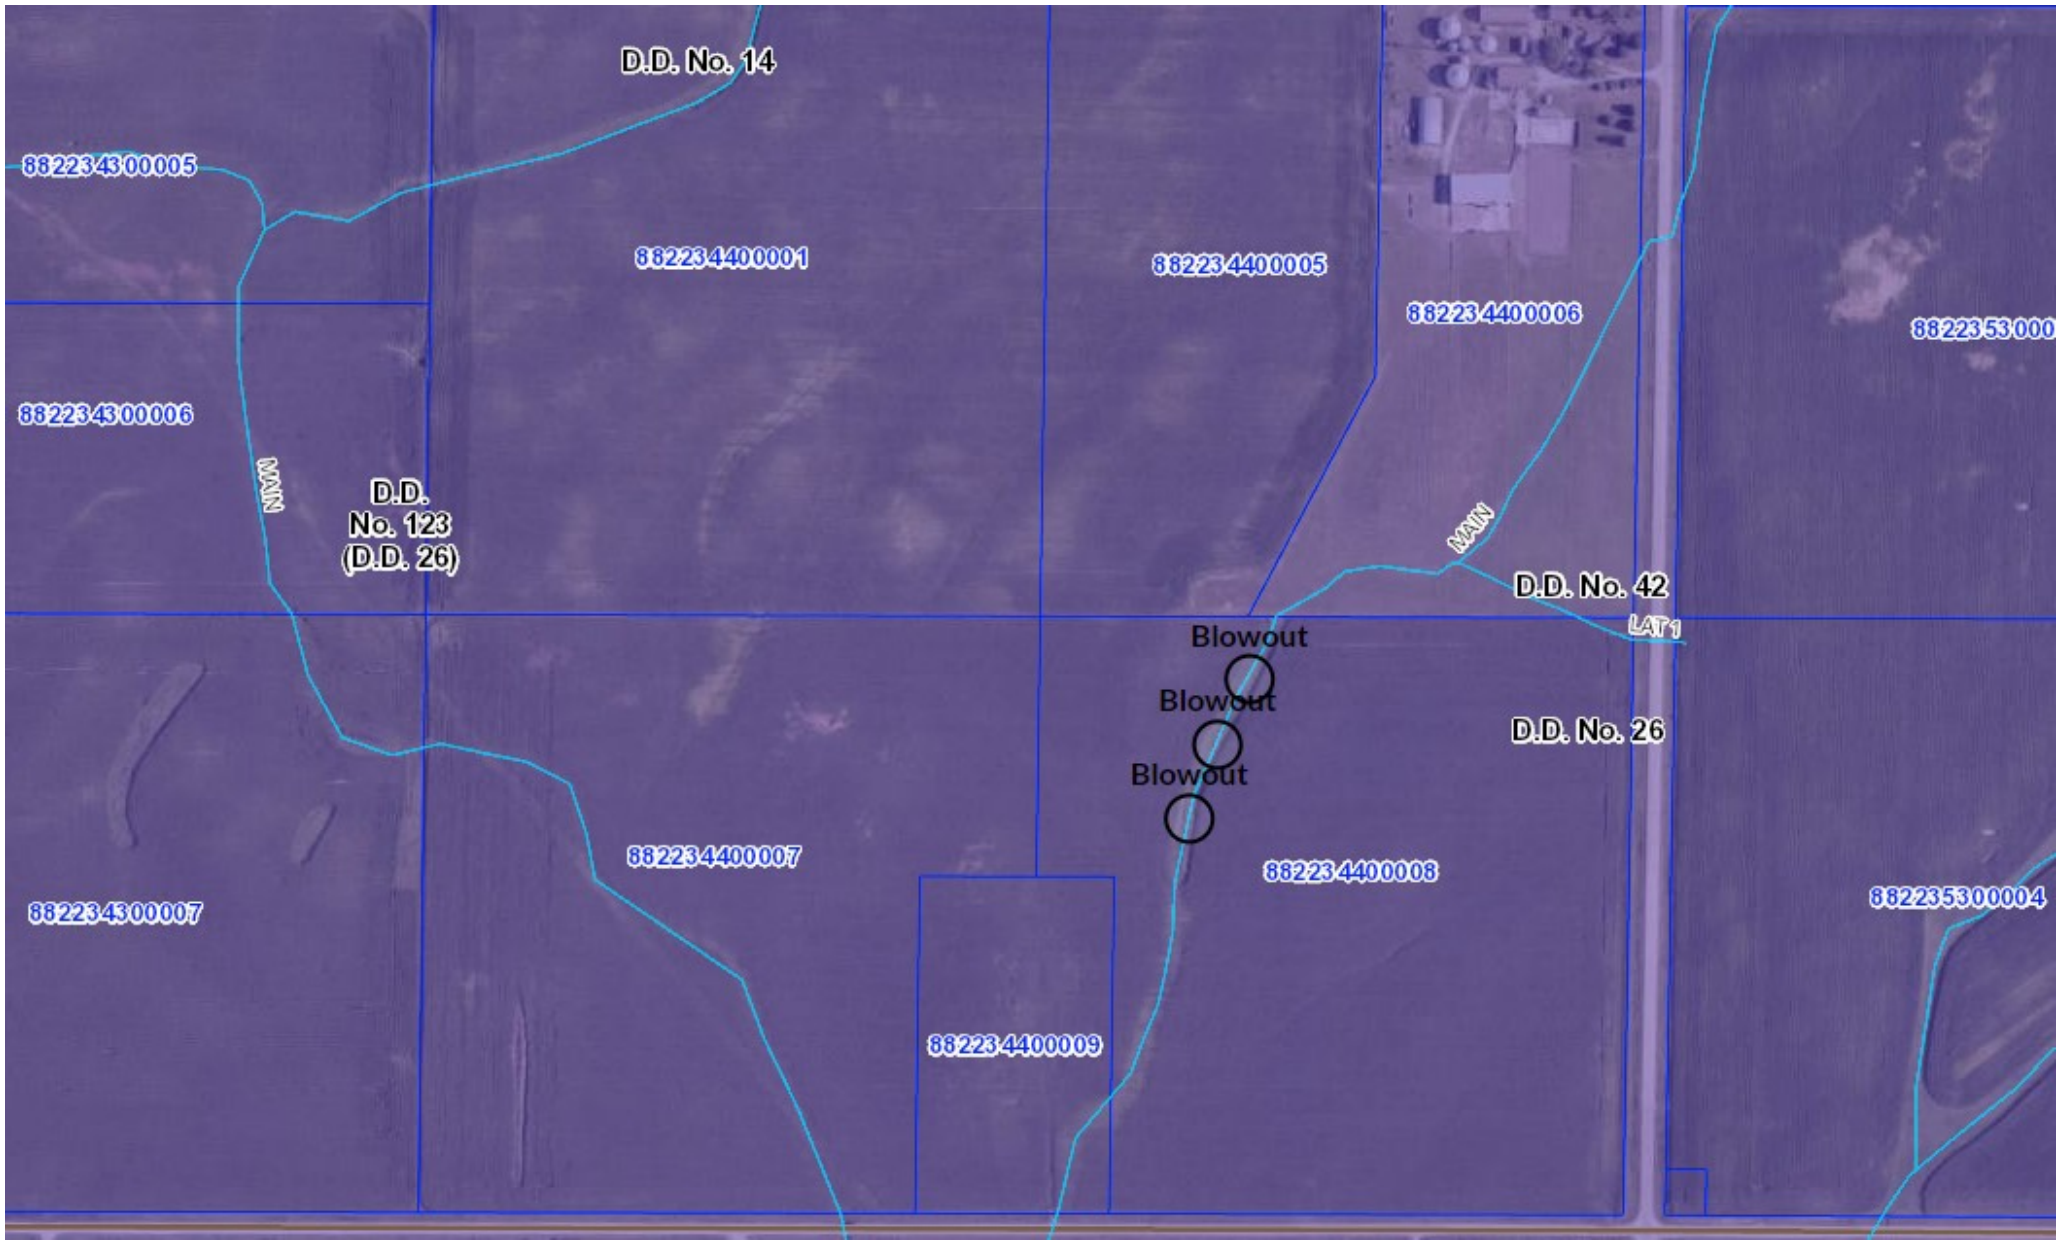 D.D. No. 14
882234300005
882234400001
882234400005
882234400006
8822353000
882234300006
MAIN
D.D.
No. 123
(D.D. 26)
MAIN
D.D. No. 42
LAT 1
Blowout
Blowout
Blowout
D.D. No. 26
882234400007
882234400008
882234300007
882235300004
882234400009